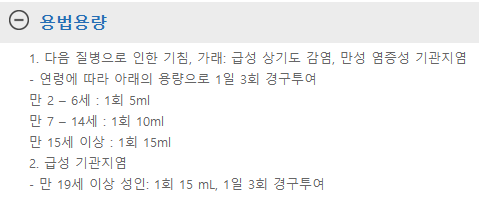 용법용량
1. 다음 질병으로 인한 기침, 가래: 급성 상기도 감염, 만성 염증성 기관지염
- 연령에 따라 아래의 용량으로 1일 3회 경구투여
만 2 – 6세 : 1회 5ml
만 7 – 14세 : 1회 10ml
만 15세 이상 : 1회 15ml
2. 급성 기관지염
- 만 19세 이상 성인: 1회 15 mL, 1일 3회 경구투여